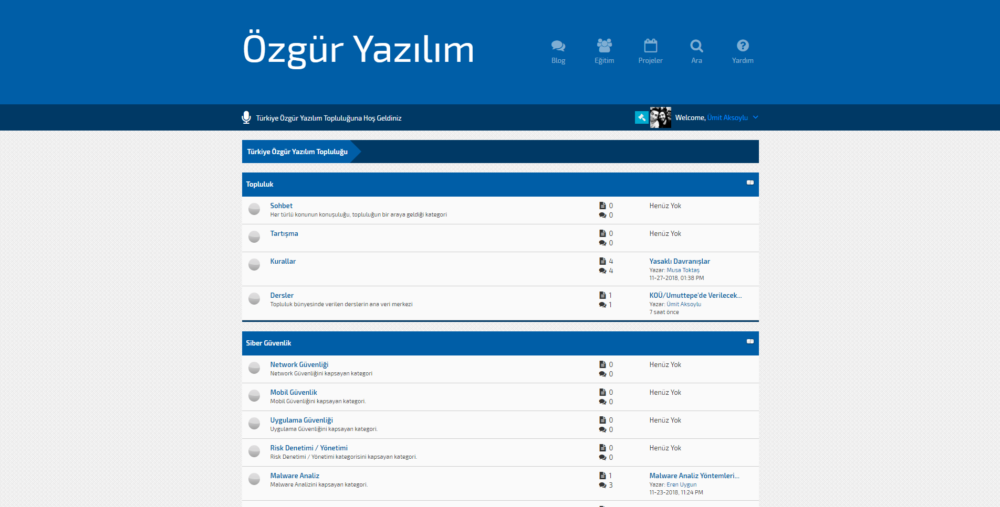 Özgür Yazılım
Blog
Eğitim
Projeler
Ara
Yardım
Türkiye Özgür Yazılım Topluluğuna Hoş Geldiniz
Welcome, Ümit Aksoylu
Türkiye Özgür Yazılım Topluluğu
Topluluk
Sohbet
Her türlü konunun konuşuluğu, topluluğun bir araya geldiği kategori
0
0
Henüz Yok
Tartışma
0
0
Henüz Yok
Kurallar
4
4
Yasaklı Davranışlar
Yazar: Musa Toktaş
11-27-2018, 01:38 PM
Dersler
Topluluk bünyesinde verilen derslerin ana veri merkezi
1
1
KOÜ/Umuttepe'de Verilecek...
Yazar: Ümit Aksoylu
7 saat önce
Siber Güvenlik
Network Güvenliği
Network Güvenliğini kapsayan kategori
0
0
Henüz Yok
Mobil Güvenlik
Mobil Güvenliğini kapsayan kategori.
0
0
Henüz Yok
Uygulama Güvenliği
Uygulama Güvenliğini kapsayan kategori.
0
0
Henüz Yok
Risk Denetimi / Yönetimi
Risk Denetimi / Yönetimi kategorisini kapsayan kategori.
0
0
Henüz Yok
Malware Analiz
Malware Analizini kapsayan kategori.
1
3
Malware Analiz Yöntemleri...
Yazar: Eren Uygun
11-23-2018, 11:24 PM